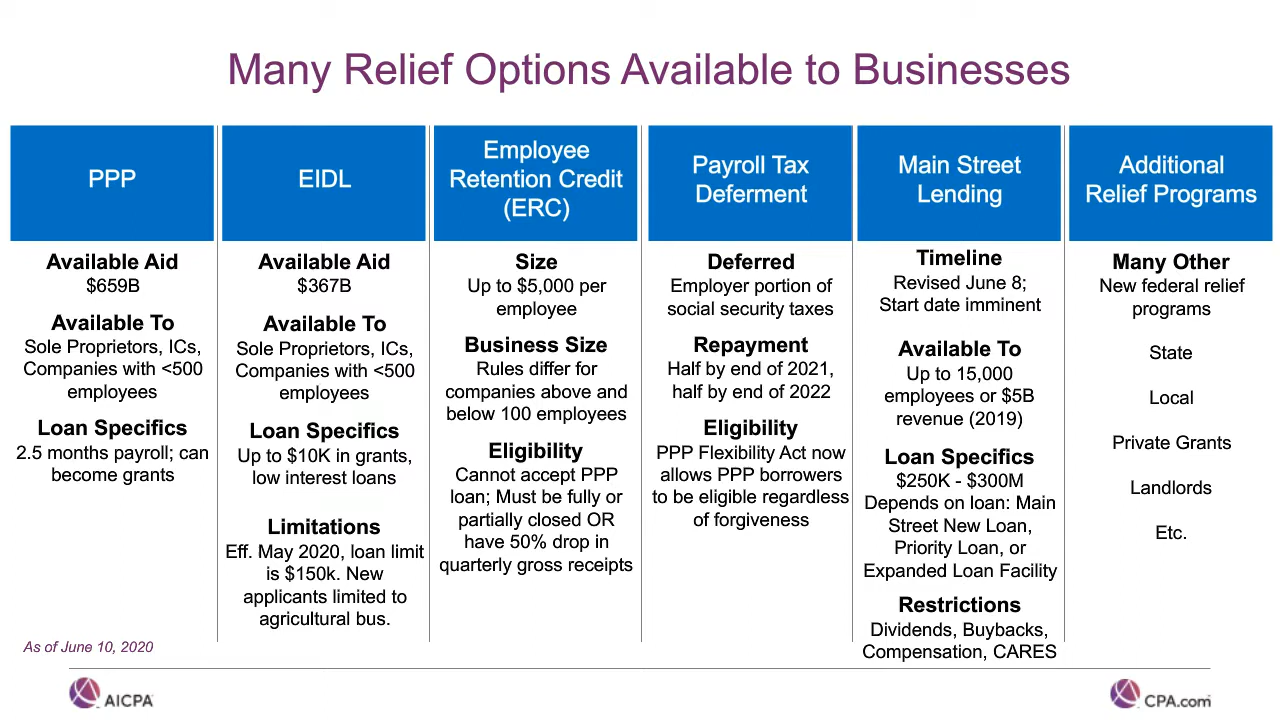 Many Relief Options Available to Businesses
PPP
Available Aid
$659B
Available To
Sole Proprietors, ICs,
Companies with <500
employees
Loan Specifics
2.5 months payroll; can
become grants
EIDL
Available Aid
$367B
Available To
Sole Proprietors, ICs,
Companies with <500
employees
Loan Specifics
Up to $10K in grants,
low interest loans
Limitations
Eff. May 2020, loan limit
is $150k. New
applicants limited to
agricultural bus.
Employee
Retention Credit
(ERC)
Size
Up to $5,000 per
employee
Business Size
Rules differ for
companies above and
below 100 employees
Eligibility
Cannot accept PPP
loan; Must be fully or
partially closed OR
have 50% drop in
quarterly gross receipts
Payroll Tax
Deferment
Deferred
Employer portion of
social security taxes
Repayment
Half by end of 2021,
half by end of 2022
Eligibility
PPP Flexibility Act now
allows PPP borrowers
to be eligible regardless
of forgiveness
Main Street
Lending
Timeline
Revised June 8;
Start date imminent
Available To
Up to 15,000
employees or $5B
revenue (2019)
Loan Specifics
$250K - $300M
Depends on loan: Main
Street New Loan,
Priority Loan, or
Expanded Loan Facility
Restrictions
Dividends, Buybacks,
Compensation, CARES
Additional
Relief Programs
Many Other
New federal relief
programs
State
Local
Private Grants
Landlords
Etc.
As of June 10, 2020
AICPA
CPA.com